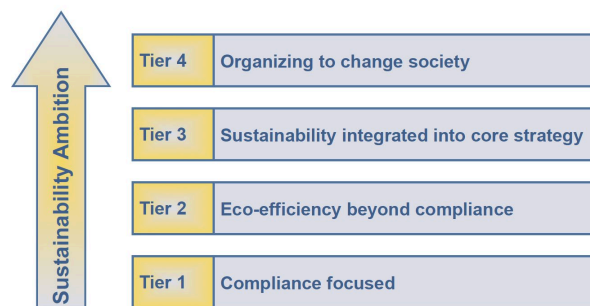 Sustainability Ambition
Tier 4 Organizing to change society
Tier 3 Sustainability integrated into core strategy
Tier 2 Eco-efficiency beyond compliance
Tier 1 Compliance focused